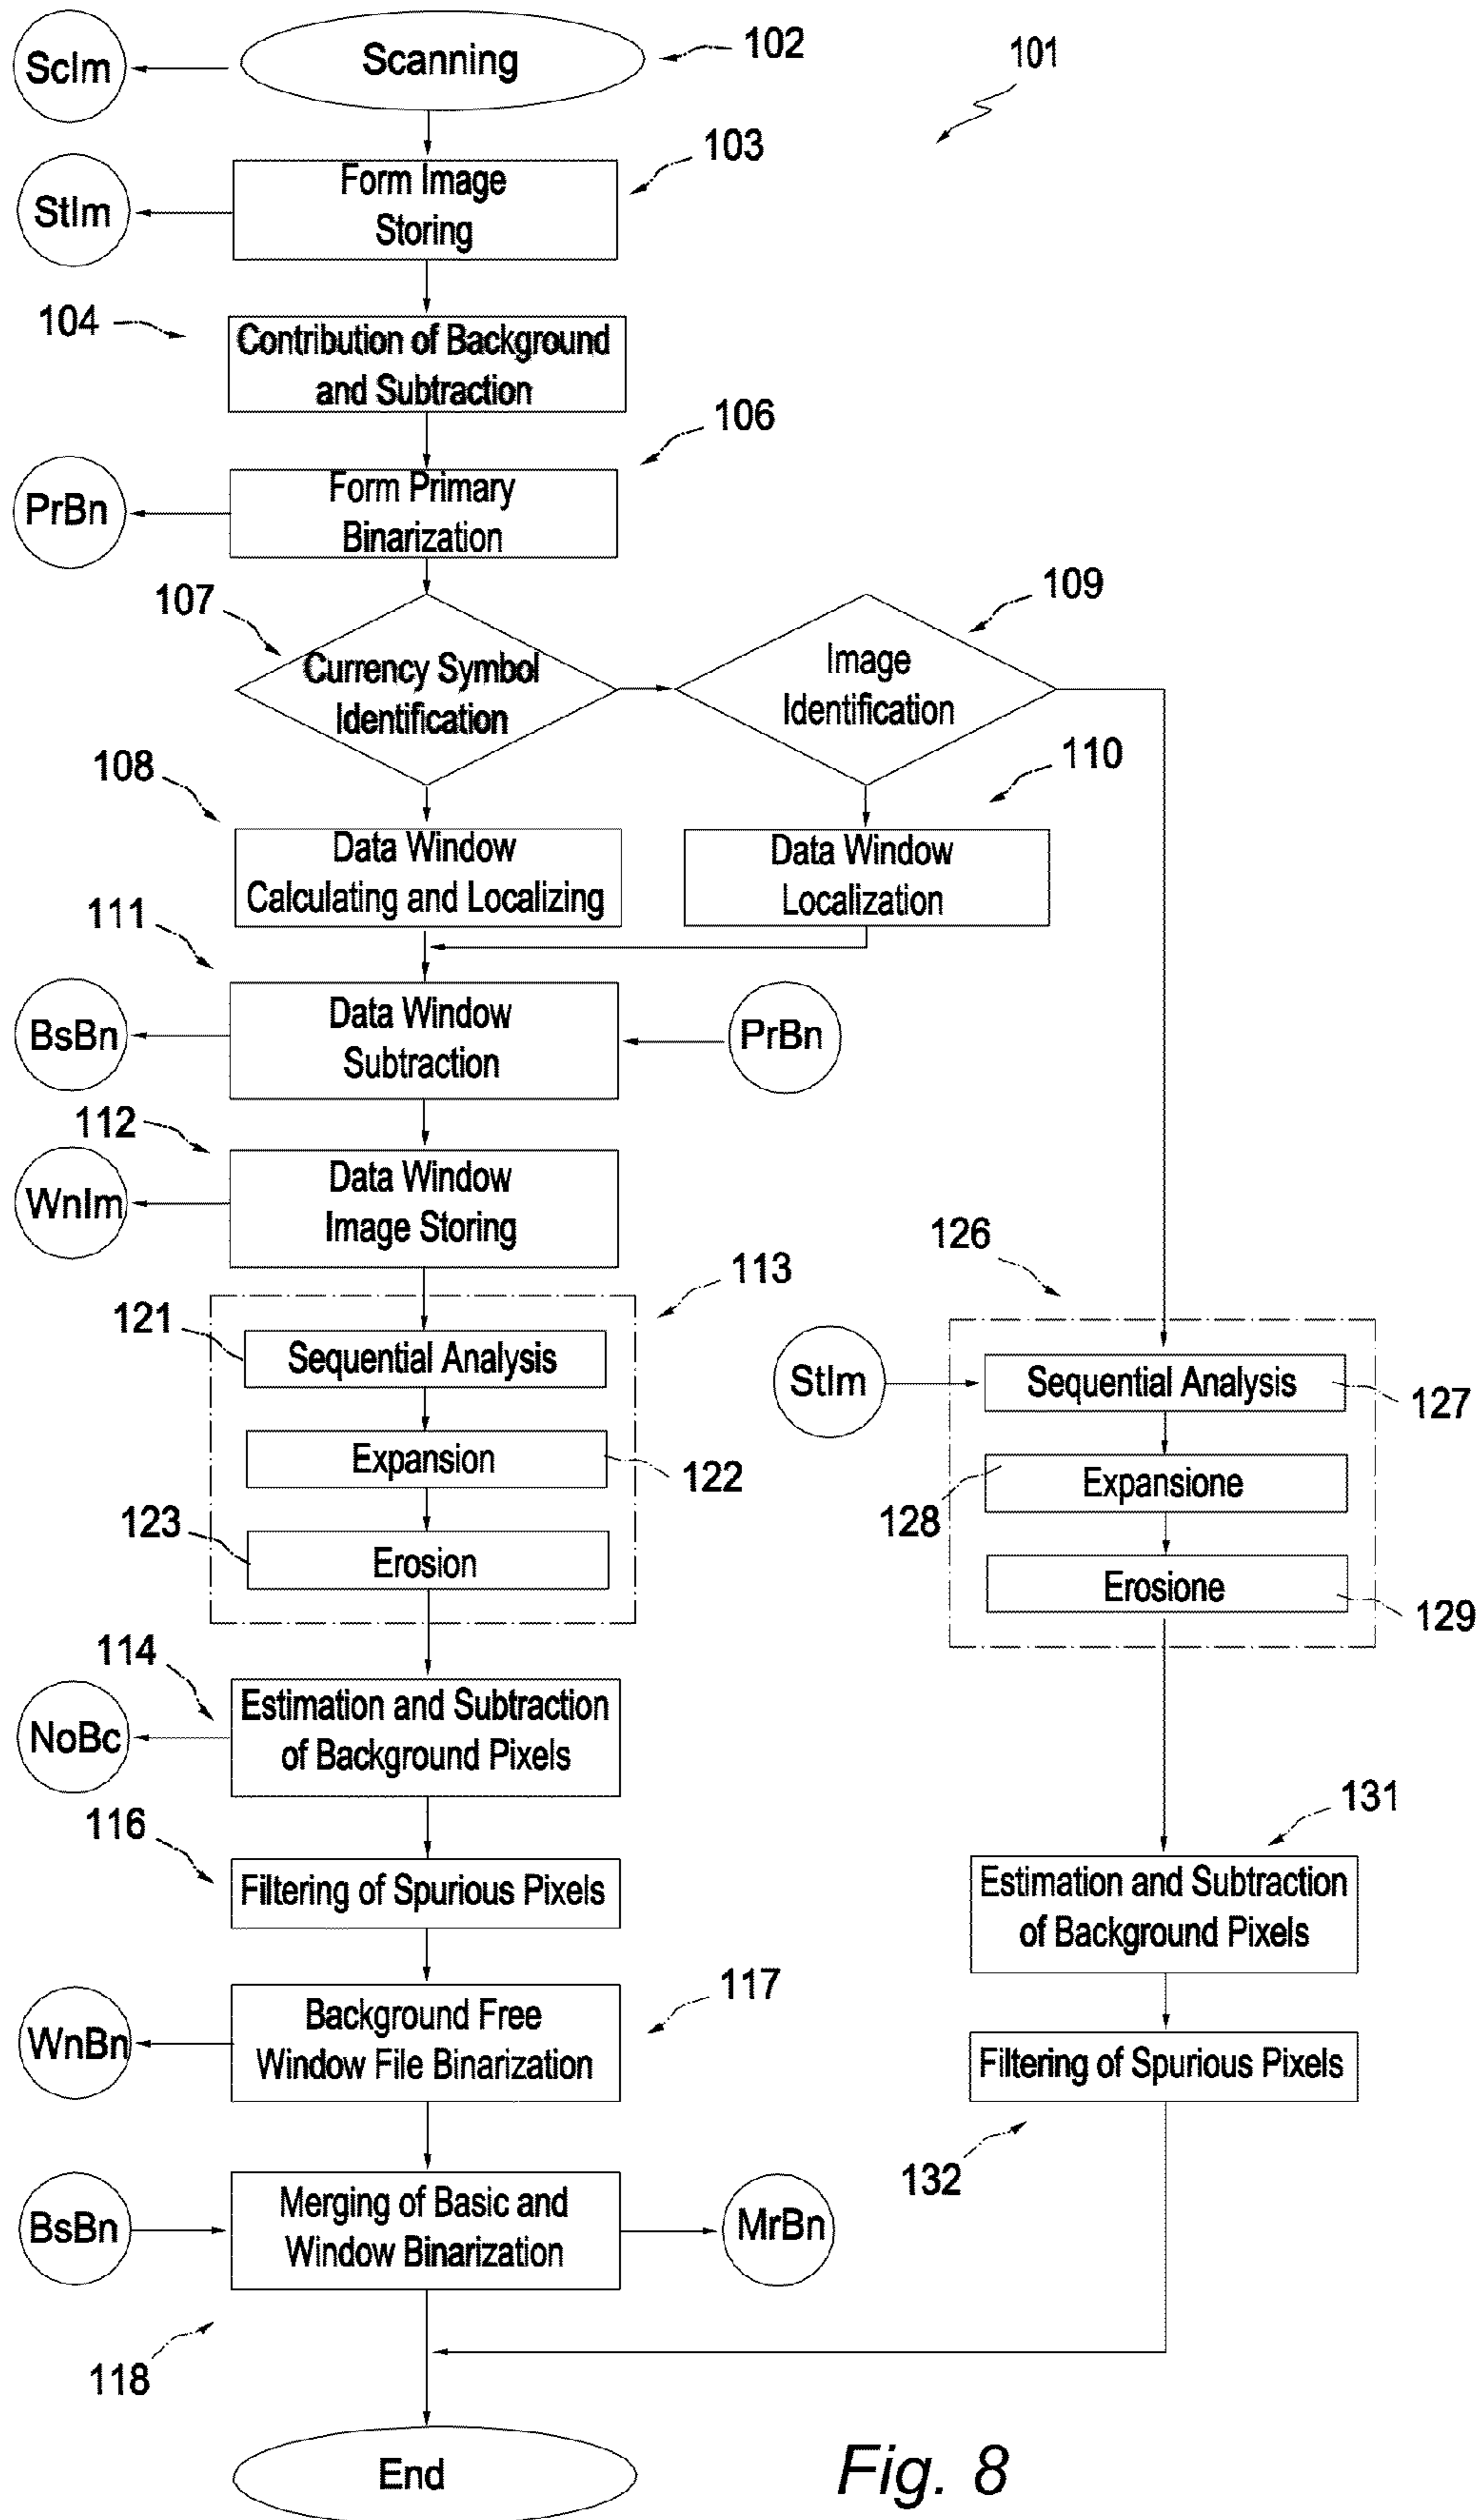 ScIm
Scanning
102
101
103
StIm
Form Image
Storing
104
Contribution of Background
and Subtraction
106
PrBn
Form Primary
Binarization
107
109
Currency Symbol
Identification
Image
Identification
108
110
Data Window
Calculating and Localizing
Data Window
Localization
111
BsBn
Data Window
Subtraction
PrBn
112
WnIm
Data Window
Image Storing
126
113
121
Sequential Analysis
StIm
Sequential Analysis
127
Expansion
122
128
Expansione
123
Erosion
Erosione
129
114
NoBc
Estimation and Subtraction
of Background Pixels
131
116
Filtering of Spurious Pixels
Estimation and Subtraction
of Background Pixels
117
WnBn
Background Free
Window File Binarization
Filtering of Spurious Pixels
132
BsBn
Merging of Basic and
Window Binarization
MrBn
118
End
Fig. 8